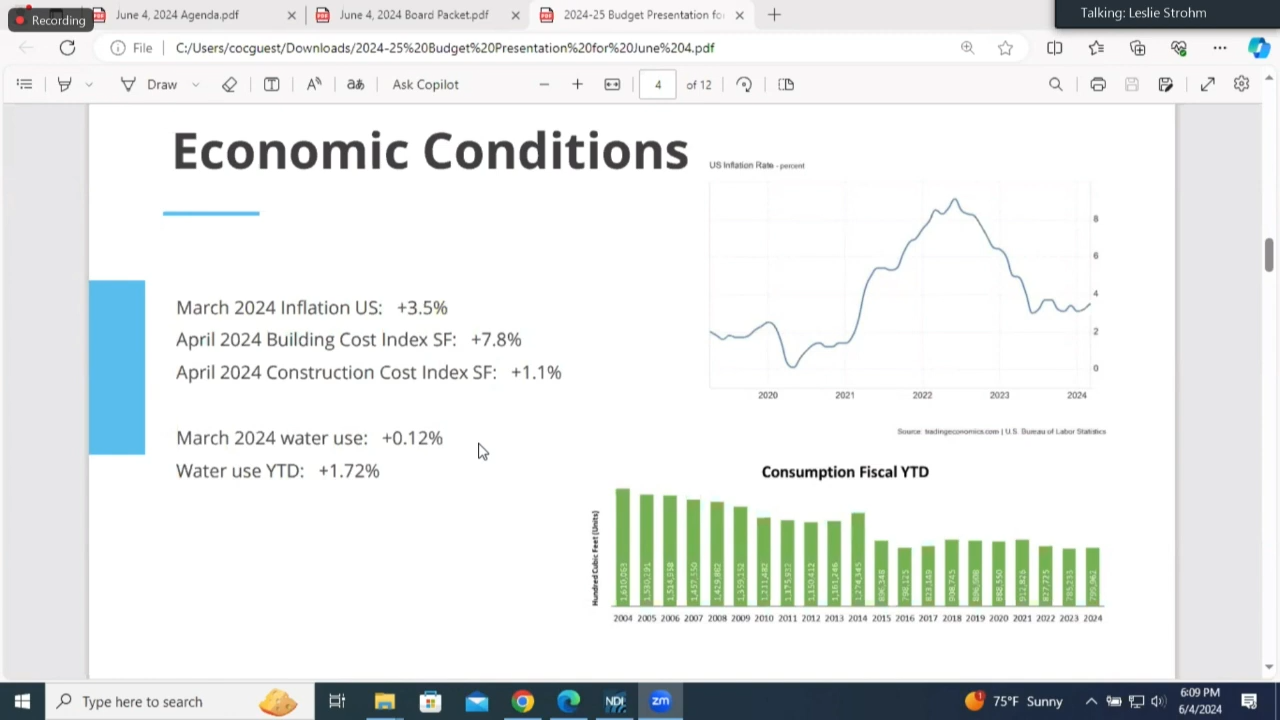 Recording
June 4, 2024 Agenda.pdf
June 4, 2024 Board Packet.pdf
2024-25 Budget Presentation for
Talking: Leslie Strohm
File
C:/Users/cocguest/Downloads/2024-25%20Budget%20Presentation%20for%20June%204.pdf
Draw
Ask Copilot
4 of 12
Economic Conditions
US Inflation Rate - percent
8
6
4
2
0
2020 2021 2022 2023 2024
Source: tradingeconomics.com | U.S. Bureau of Labor Statistics
March 2024 Inflation US: +3.5%
April 2024 Building Cost Index SF: +7.8%
April 2024 Construction Cost Index SF: +1.1%
March 2024 water use: +0.12%
Water use YTD: +1.72%
Consumption Fiscal YTD
Hundred Cubic Feet (Units)
2004 2005 2006 2007 2008 2009 2010 2011 2012 2013 2014 2015 2016 2017 2018 2019 2020 2021 2022 2023 2024
Type here to search
NDI
zm
75°F Sunny
6:09 PM
6/4/2024